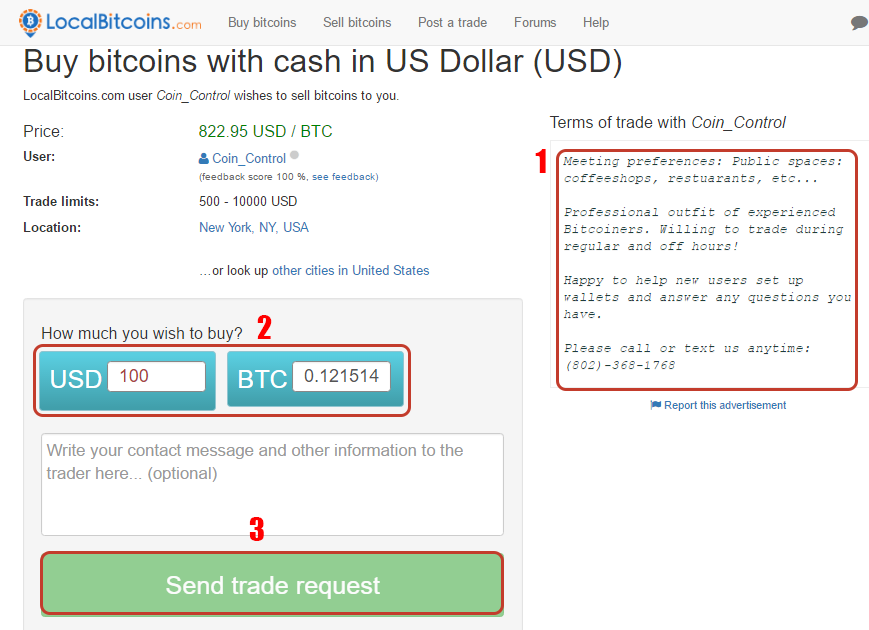 LocalBitcoins.com Buy bitcoins Sell bitcoins Post a trade Forums Help
Buy bitcoins with cash in US Dollar (USD)
LocalBitcoins.com user Coin_Control wishes to sell bitcoins to you.
Price: 822.95 USD / BTC
User: Coin_Control
(feedback score 100 %, see feedback)
Trade limits: 500 - 10000 USD
Location: New York, NY, USA
...or look up other cities in United States
How much you wish to buy? 2
USD 100 BTC 0.121514
Write your contact message and other information to the
trader here... (optional)
3
Send trade request
Terms of trade with Coin_Control
1
Meeting preferences: Public spaces:
coffeeshops, restuarants, etc...
Professional outfit of experienced
Bitcoiners. Willing to trade during
regular and off hours!
Happy to help new users set up
wallets and answer any questions you
have.
Please call or text us anytime:
(802)-368-1768
Report this advertisement